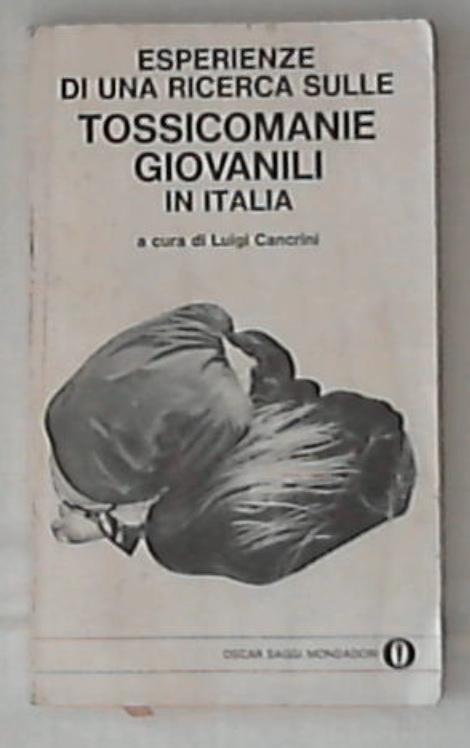 ESPERIENZE
DI UNA RICERCA SULLE
TOSSICOMANIE
GIOVANILI
IN ITALIA
a cura di Luigi Cancrini
OSCAR SAGGI MONDADORI